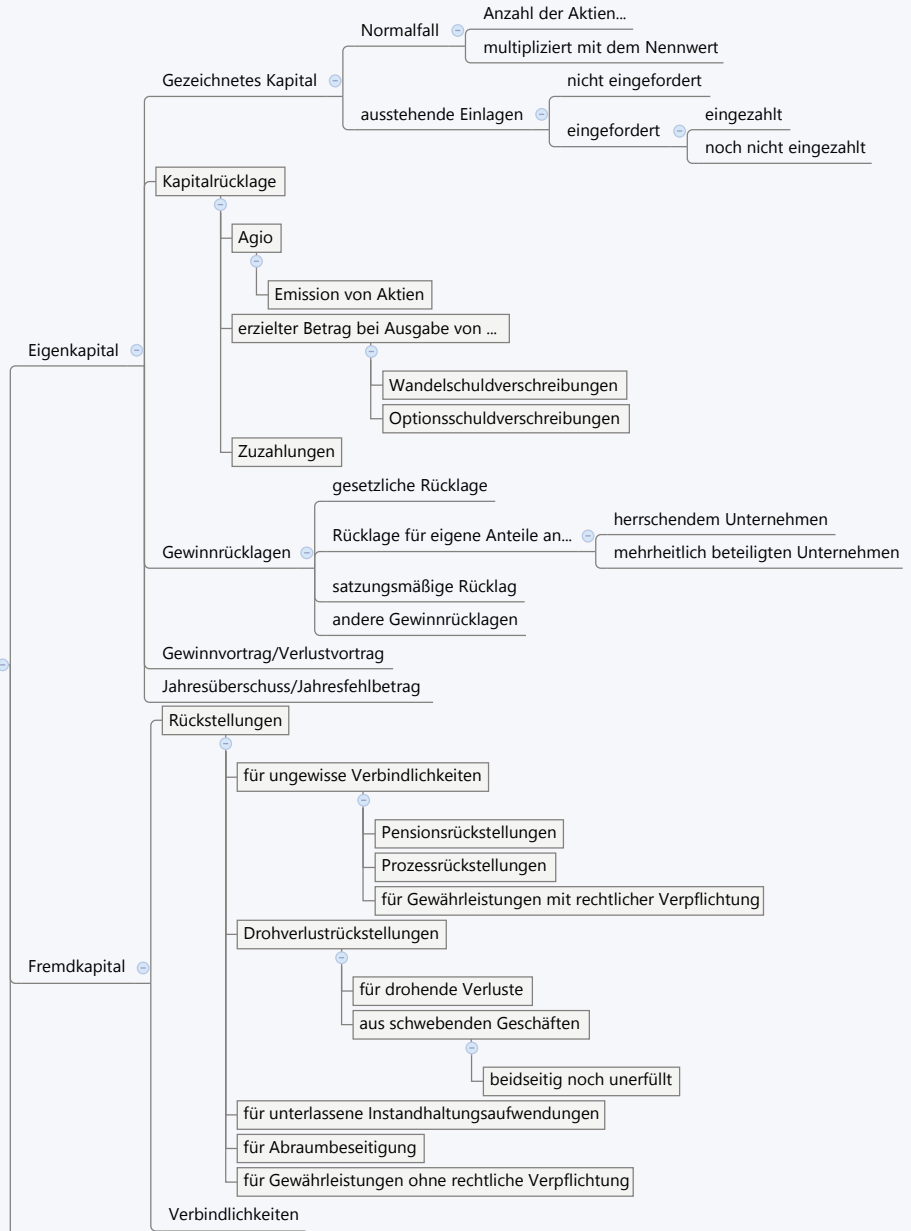 Anzahl der Aktien...
Normalfall
multipliziert mit dem Nennwert
Gezeichnetes Kapital
nicht eingefordert
ausstehende Einlagen
eingezahlt
eingefordert
noch nicht eingezahlt
Kapitalrücklage
Agio
Emission von Aktien
erzielter Betrag bei Ausgabe von ...
Eigenkapital
Wandelschuldverschreibungen
Optionsschuldverschreibungen
Zuzahlungen
gesetzliche Rücklage
herrschendem Unternehmen
Rücklage für eigene Anteile an...
Gewinnrücklagen
mehrheitlich beteiligten Unternehmen
satzungsmäßige Rücklag
andere Gewinnrücklagen
Gewinnvortrag/Verlustvortrag
Jahresüberschuss/Jahresfehlbetrag
Rückstellungen
für ungewisse Verbindlichkeiten
Pensionsrückstellungen
Prozessrückstellungen
für Gewährleistungen mit rechtlicher Verpflichtung
Drohverlustrückstellungen
Fremdkapital
für drohende Verluste
aus schwebenden Geschäften
beidseitig noch unerfüllt
für unterlassene Instandhaltungsaufwendungen
für Abraumbeseitigung
für Gewährleistungen ohne rechtliche Verpflichtung
Verbindlichkeiten